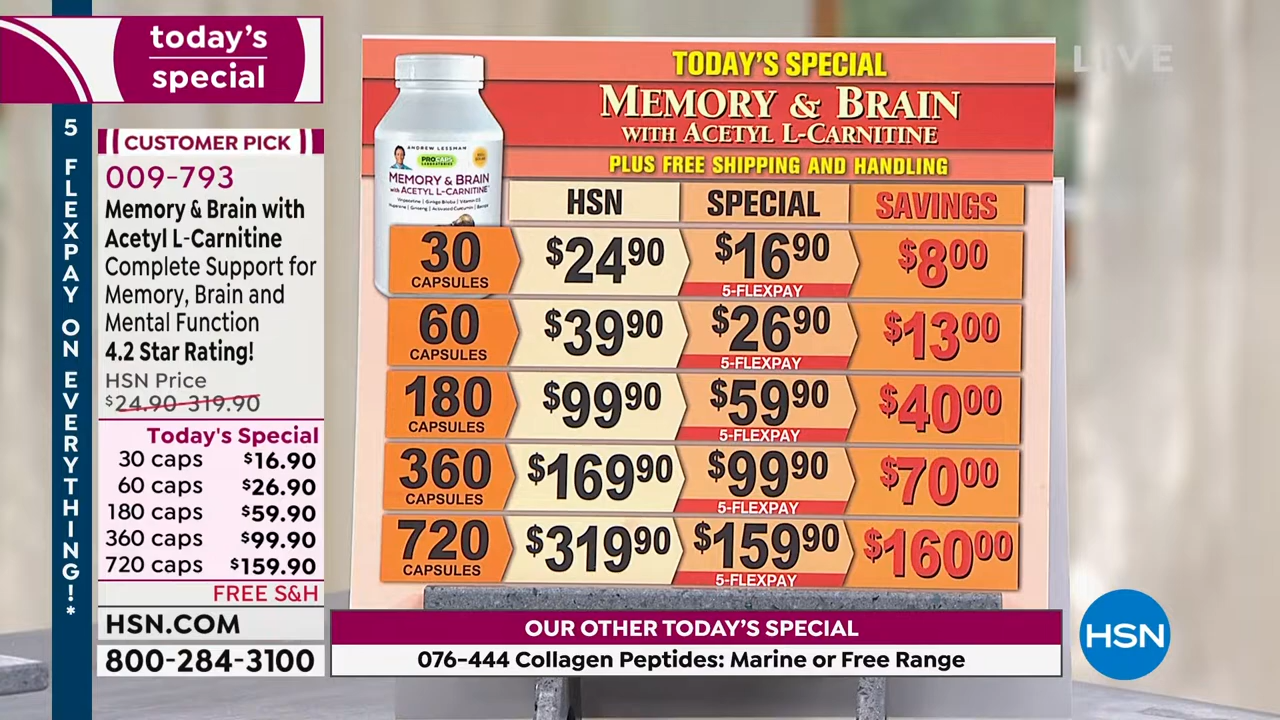 today's
special
5 FLEXPAY ON EVERYTHING!*
CUSTOMER PICK
009-793
Memory & Brain with
Acetyl L-Carnitine
Complete Support for
Memory, Brain and
Mental Function
4.2 Star Rating!
HSN Price
$24.90-319.90
Today's Special
30 caps $16.90
60 caps $26.90
180 caps $59.90
360 caps $99.90
720 caps $159.90
FREE S&H
HSN.COM
800-284-3100
LIVE
TODAY'S SPECIAL
MEMORY & BRAIN
WITH ACETYL L-CARNITINE
PLUS FREE SHIPPING AND HANDLING
ANDREW LESSMAN
PROCAPS
LABORATORIES
MEMORY & BRAIN
with ACETYL L-CARNITINE
HSN SPECIAL SAVINGS
30 CAPSULES $24.90 $16.90 5-FLEXPAY $8.00
60 CAPSULES $39.90 $26.90 5-FLEXPAY $13.00
180 CAPSULES $99.90 $59.90 5-FLEXPAY $40.00
360 CAPSULES $169.90 $99.90 5-FLEXPAY $70.00
720 CAPSULES $319.90 $159.90 5-FLEXPAY $160.00
OUR OTHER TODAY'S SPECIAL
076-444 Collagen Peptides: Marine or Free Range
HSN